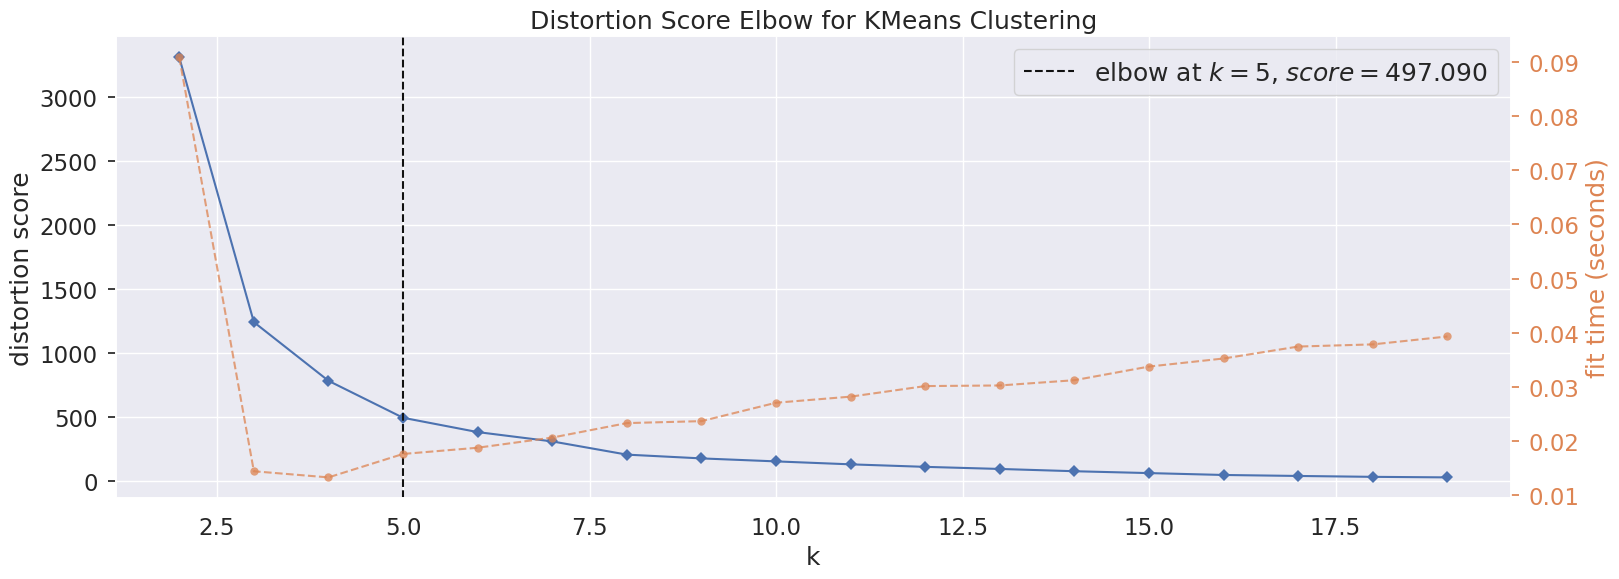 Distortion Score Elbow for KMeans Clustering
elbow at k = 5, score = 497.090
distortion score
3000
2500
2000
1500
1000
500
0
0.09
0.08
0.07
0.06
0.05
0.04
0.03
0.02
0.01
fit time (seconds)
2.5 5.0 7.5 10.0 12.5 15.0 17.5
k